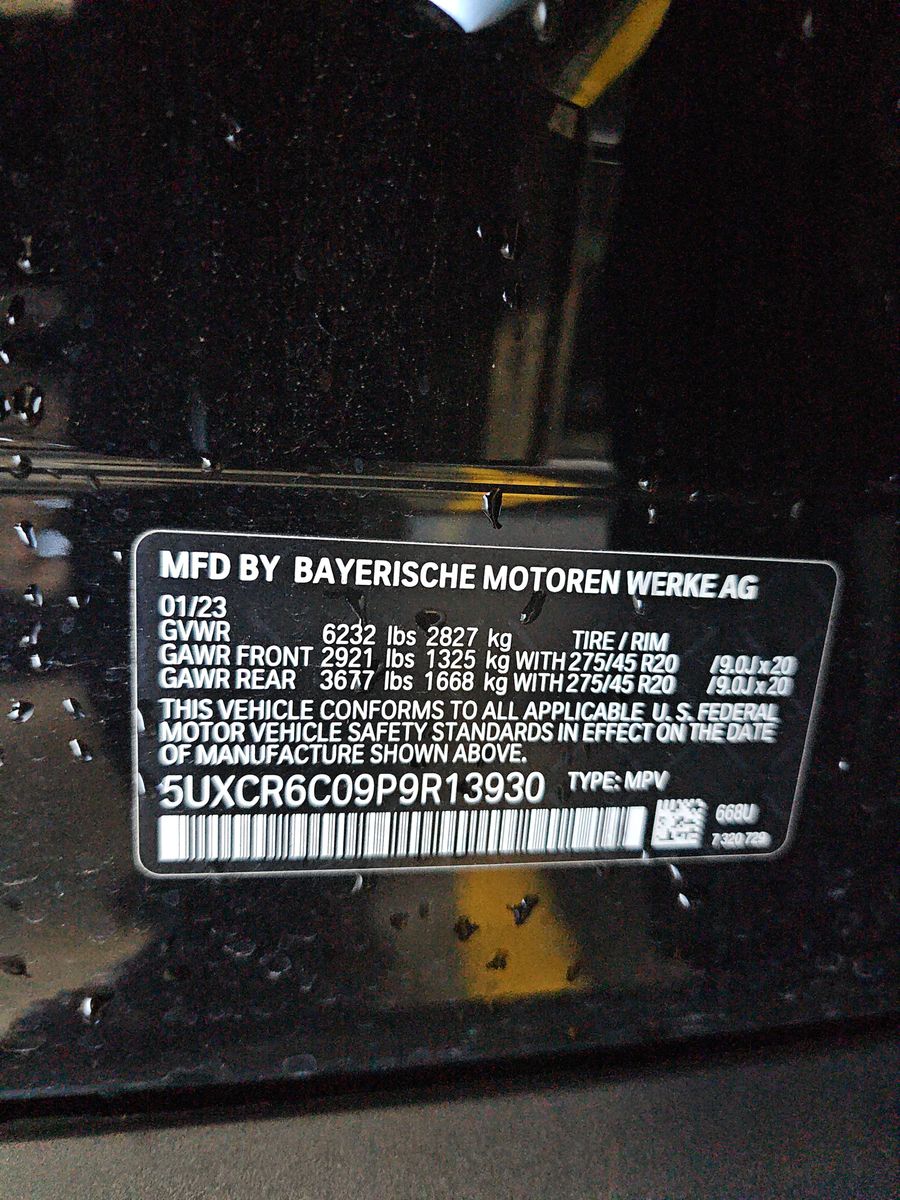 MFD BY BAYERISCHE MOTOREN WERKE AG
01/23
GVWR 6232 lbs 2827 kg TIRE / RIM
GAWR FRONT 2921 lbs 1325 kg WITH 275/45 R20 /9.0J x 20
GAWR REAR 3677 lbs 1668 kg WITH 275/45 R20 /9.0J x 20
THIS VEHICLE CONFORMS TO ALL APPLICABLE U. S. FEDERAL
MOTOR VEHICLE SAFETY STANDARDS IN EFFECT ON THE DATE
OF MANUFACTURE SHOWN ABOVE.
5UXCR6C09P9R13930 TYPE: MPV
668U
7 320 729